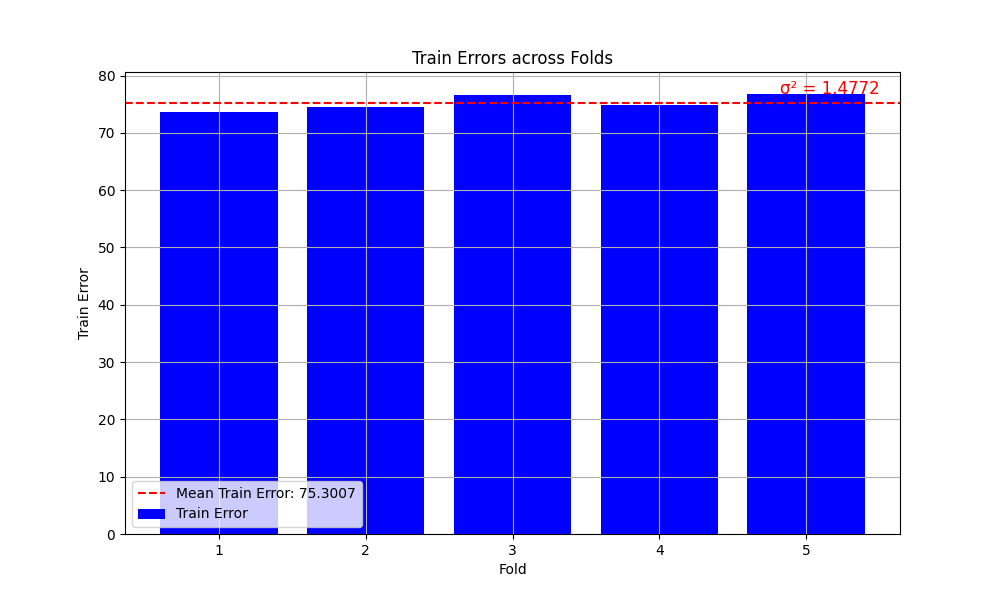 Train Errors across Folds
σ² = 1.4772
80
70
60
50
40
30
20
10
0
Train Error
Mean Train Error: 75.3007
Train Error
1 2 3 4 5
Fold